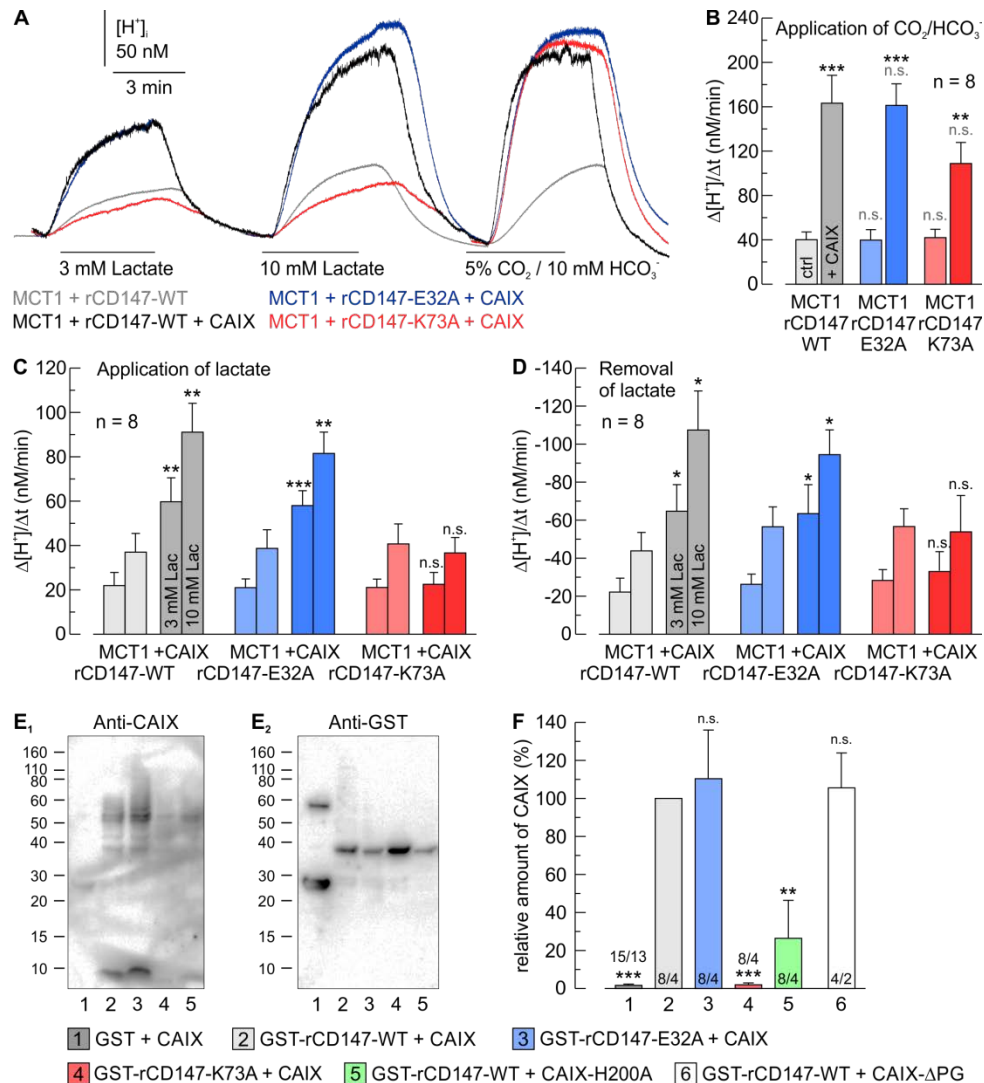 A
[H⁺]ᵢ
50 nM
3 min
3 mM Lactate
10 mM Lactate
5% CO₂ / 10 mM HCO₃⁻
MCT1 + rCD147-WT
MCT1 + rCD147-E32A + CAIX
MCT1 + rCD147-WT + CAIX
MCT1 + rCD147-K73A + CAIX
B
Application of CO₂/HCO₃⁻
n = 8
Δ[H⁺]/Δt (nM/min)
240
200
160
120
80
40
0
***
***
n.s.
**
n.s.
n.s.
n.s.
ctrl
+ CAIX
MCT1 MCT1 MCT1
rCD147 rCD147 rCD147
WT E32A K73A
C
Application of lactate
n = 8
Δ[H⁺]/Δt (nM/min)
120
100
80
60
40
20
0
**
**
***
**
n.s.
n.s.
3 mM Lac
10 mM Lac
MCT1 +CAIX MCT1 +CAIX MCT1 +CAIX
rCD147-WT rCD147-E32A rCD147-K73A
D
Removal
of lactate
n = 8
Δ[H⁺]/Δt (nM/min)
-140
-120
-100
-80
-60
-40
-20
0
*
*
*
*
n.s.
n.s.
3 mM Lac
10 mM Lac
MCT1 +CAIX MCT1 +CAIX MCT1 +CAIX
rCD147-WT rCD147-E32A rCD147-K73A
E₁
Anti-CAIX
160
110
80
60
50
40
30
20
15
10
1 2 3 4 5
E₂
Anti-GST
160
110
80
60
50
40
30
20
15
10
1 2 3 4 5
F
relative amount of CAIX (%)
140
120
100
80
60
40
20
0
15/13
***
8/4
n.s.
8/4
8/4
***
**
8/4
n.s.
4/2
1 2 3 4 5 6
1 GST + CAIX
2 GST-rCD147-WT + CAIX
3 GST-rCD147-E32A + CAIX
4 GST-rCD147-K73A + CAIX
5 GST-rCD147-WT + CAIX-H200A
6 GST-rCD147-WT + CAIX-ΔPG